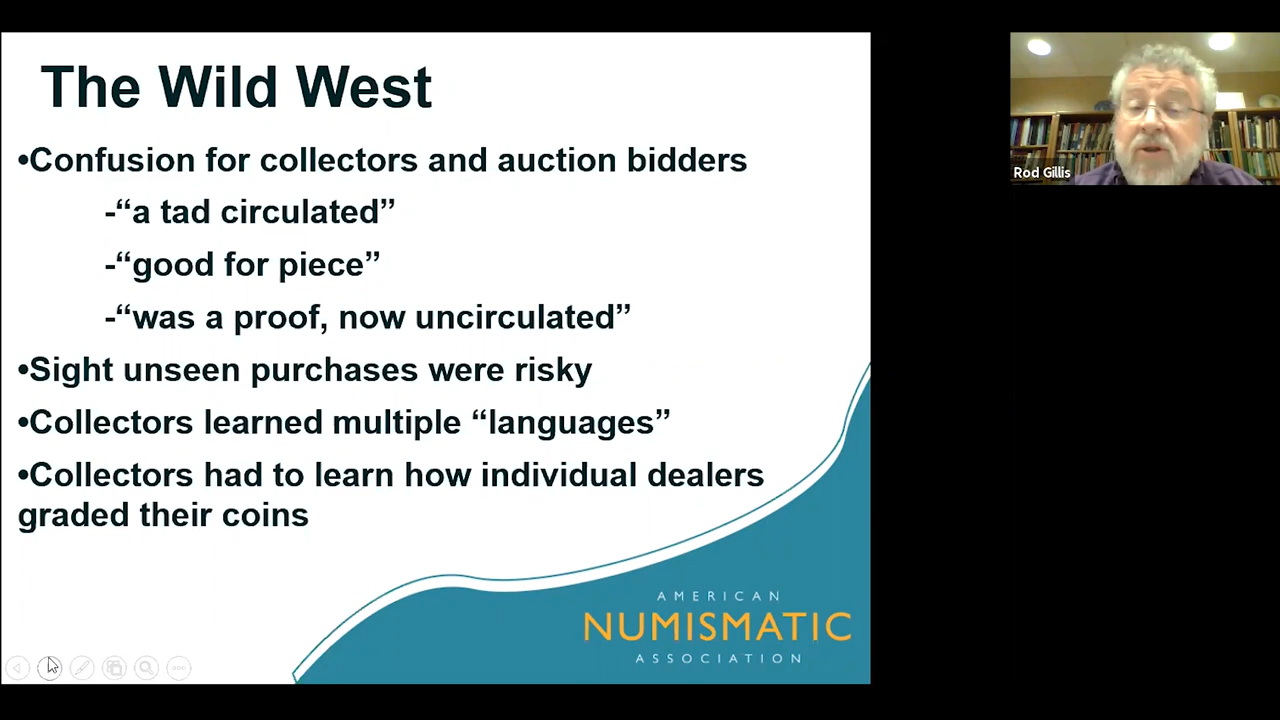 The Wild West
•Confusion for collectors and auction bidders
-“a tad circulated”
-“good for piece”
-“was a proof, now uncirculated”
•Sight unseen purchases were risky
•Collectors learned multiple “languages”
•Collectors had to learn how individual dealers
graded their coins
AMERICAN
NUMISMATIC
ASSOCIATION
Rod Gillis